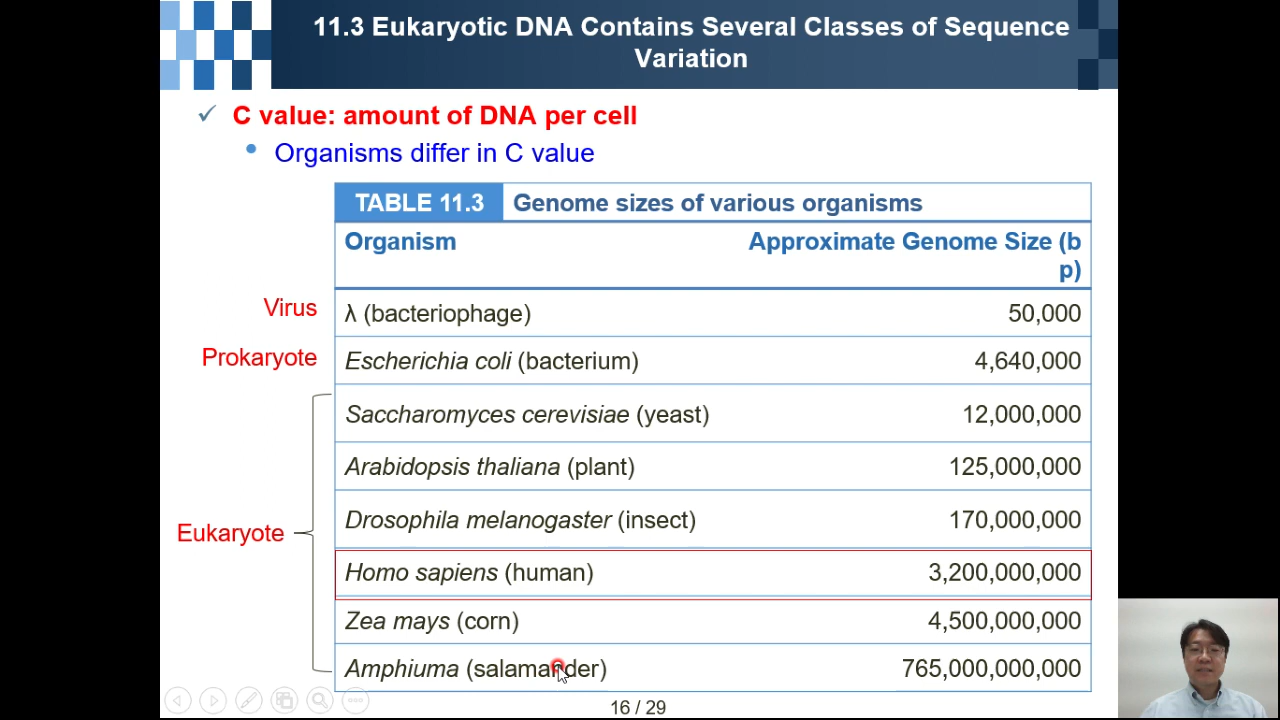 11.3 Eukaryotic DNA Contains Several Classes of Sequence
Variation
C value: amount of DNA per cell
Organisms differ in C value
TABLE 11.3 Genome sizes of various organisms
Organism Approximate Genome Size (b
p)
Virus λ (bacteriophage) 50,000
Prokaryote Escherichia coli (bacterium) 4,640,000
Saccharomyces cerevisiae (yeast) 12,000,000
Arabidopsis thaliana (plant) 125,000,000
Eukaryote Drosophila melanogaster (insect) 170,000,000
Homo sapiens (human) 3,200,000,000
Zea mays (corn) 4,500,000,000
Amphiuma (salamander) 765,000,000,000
16 / 29